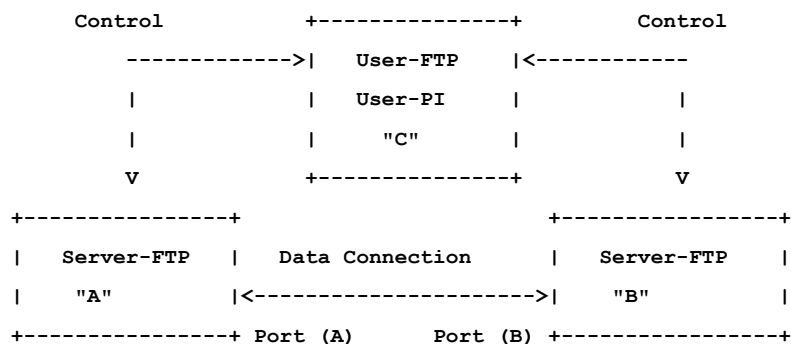 Control +---------------+ Control
------------->| User-FTP |<------------
| | User-PI | |
| | "C" | |
V +---------------+ V
+----------------+ +-----------------+
| Server-FTP | Data Connection | Server-FTP |
| "A" |<---------------------->| "B" |
+----------------+ Port (A) Port (B) +-----------------+